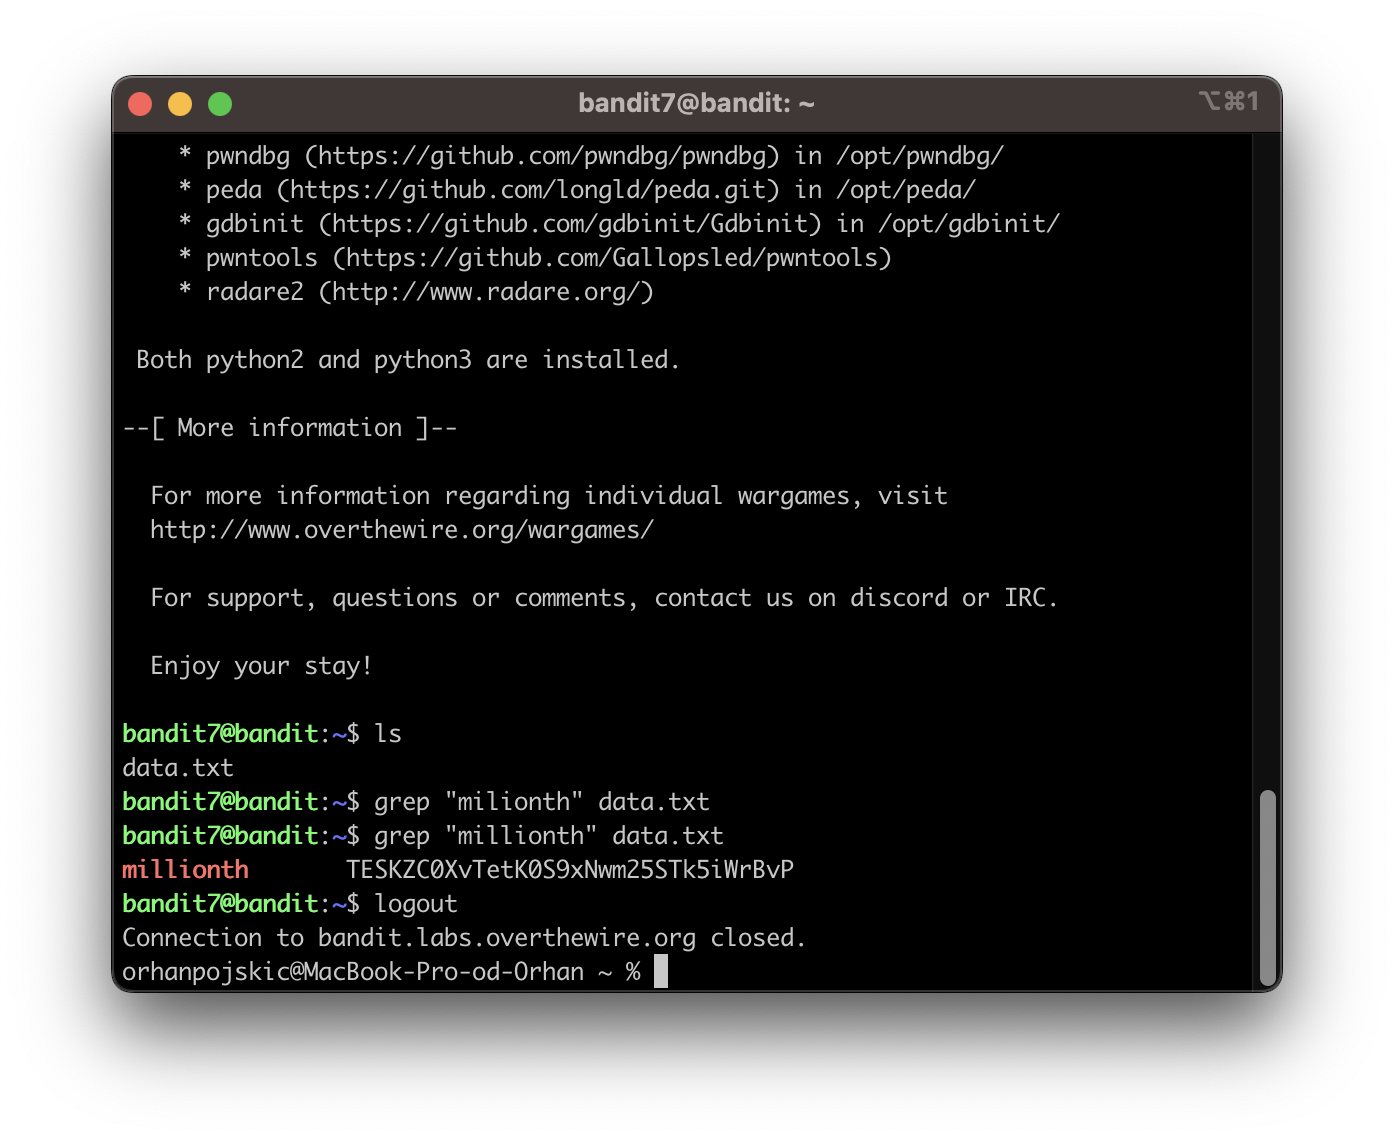 bandit7@bandit: ~
⌥⌘1
* pwndbg (https://github.com/pwndbg/pwndbg) in /opt/pwndbg/
* peda (https://github.com/longld/peda.git) in /opt/peda/
* gdbinit (https://github.com/gdbinit/Gdbinit) in /opt/gdbinit/
* pwntools (https://github.com/Gallopsled/pwntools)
* radare2 (http://www.radare.org/)
Both python2 and python3 are installed.
--[ More information ]--
For more information regarding individual wargames, visit
http://www.overthewire.org/wargames/
For support, questions or comments, contact us on discord or IRC.
Enjoy your stay!
bandit7@bandit:~$ ls
data.txt
bandit7@bandit:~$ grep "milionth" data.txt
bandit7@bandit:~$ grep "millionth" data.txt
millionth       TESKZC0XvTetK0S9xNwm25STk5iWrBvP
bandit7@bandit:~$ logout
Connection to bandit.labs.overthewire.org closed.
orhanpojskic@MacBook-Pro-od-Orhan ~ %